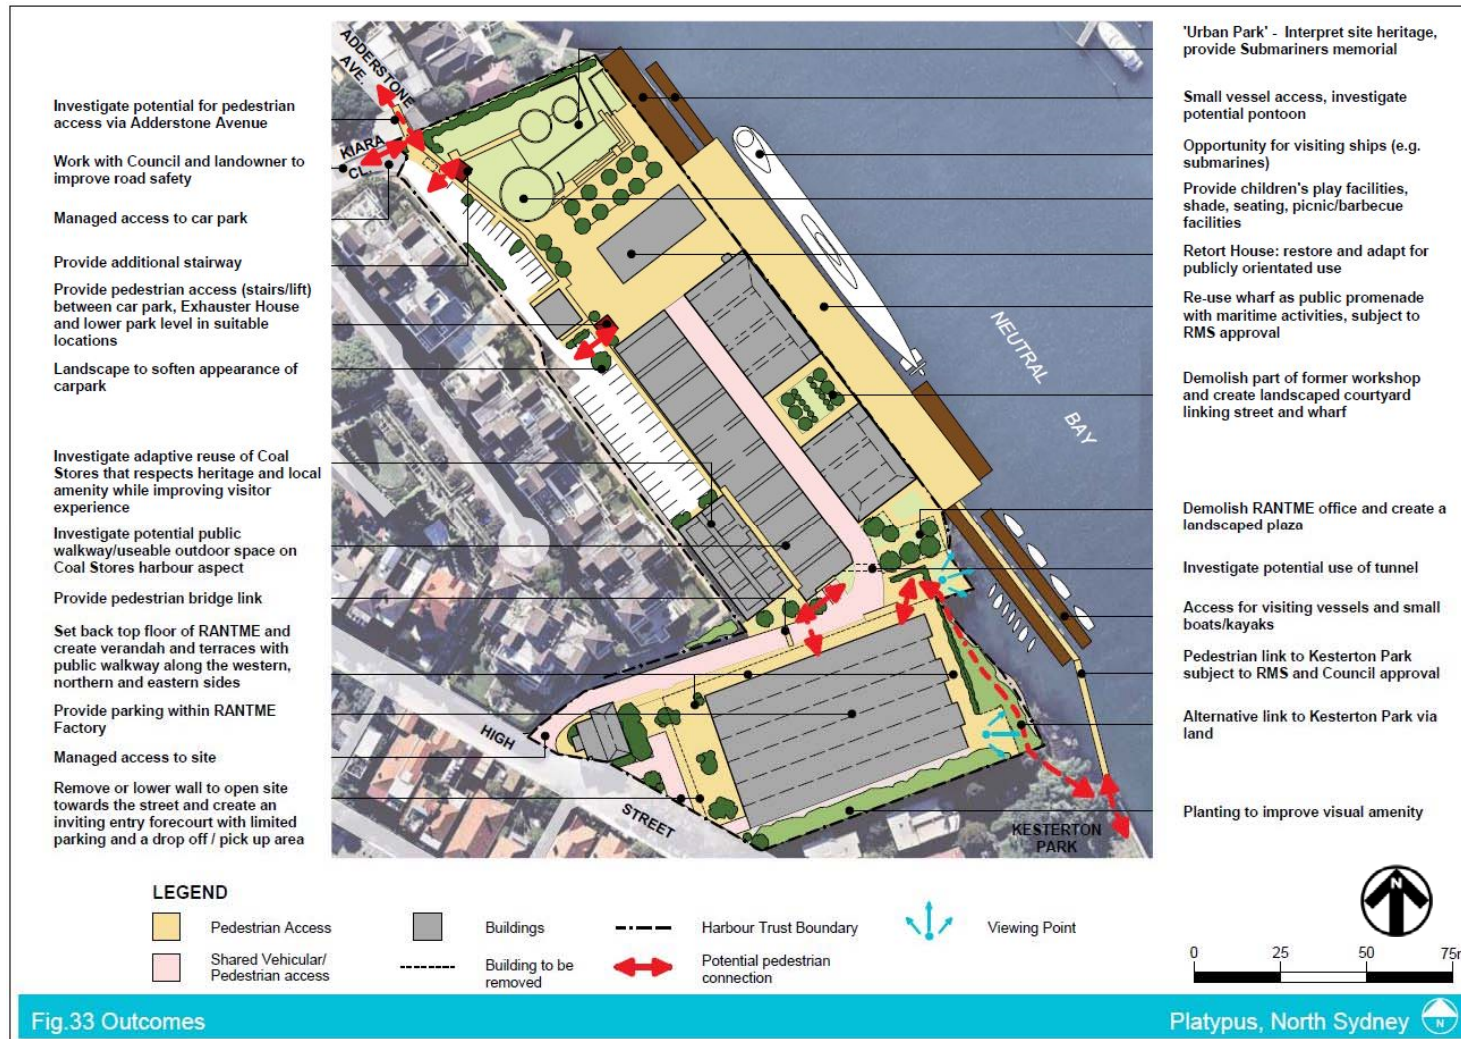 Investigate potential for pedestrian
access via Adderstone Avenue
Work with Council and landowner to
improve road safety
Managed access to car park
Provide additional stairway
Provide pedestrian access (stairs/lift)
between car park, Exhauster House
and lower park level in suitable
locations
Landscape to soften appearance of
carpark
Investigate adaptive reuse of Coal
Stores that respects heritage and local
amenity while improving visitor
experience
Investigate potential public
walkway/useable outdoor space on
Coal Stores harbour aspect
Provide pedestrian bridge link
Set back top floor of RANTME and
create verandah and terraces with
public walkway along the western,
northern and eastern sides
Provide parking within RANTME
Factory
Managed access to site
Remove or lower wall to open site
towards the street and create an
inviting entry forecourt with limited
parking and a drop off / pick up area
ADDERSTONE
AVE.
KIARA
CL.
NEUTRAL
BAY
HIGH
STREET
KESTERTON
PARK
'Urban Park' - Interpret site heritage,
provide Submariners memorial
Small vessel access, investigate
potential pontoon
Opportunity for visiting ships (e.g.
submarines)
Provide children's play facilities,
shade, seating, picnic/barbecue
facilities
Retort House: restore and adapt for
publicly orientated use
Re-use wharf as public promenade
with maritime activities, subject to
RMS approval
Demolish part of former workshop
and create landscaped courtyard
linking street and wharf
Demolish RANTME office and create a
landscaped plaza
Investigate potential use of tunnel
Access for visiting vessels and small
boats/kayaks
Pedestrian link to Kesterton Park
subject to RMS and Council approval
Alternative link to Kesterton Park via
land
Planting to improve visual amenity
LEGEND
Pedestrian Access
Shared Vehicular/
Pedestrian access
Buildings
Building to be
removed
Harbour Trust Boundary
Potential pedestrian
connection
Viewing Point
N
0 25 50 75m
Fig.33 Outcomes
Platypus, North Sydney
N